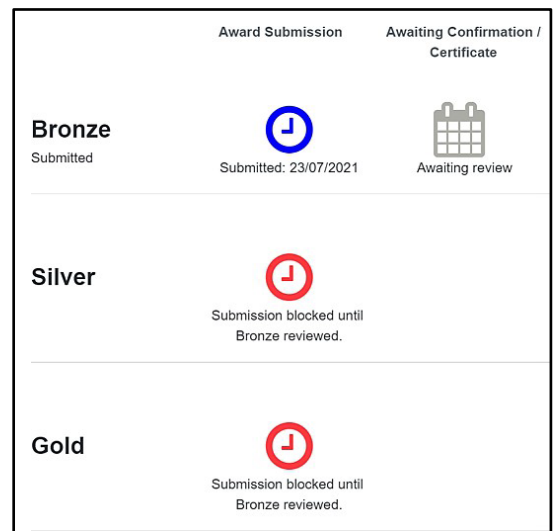 Award Submission
Awaiting Confirmation /
Certificate
Bronze
Submitted
Submitted: 23/07/2021
Awaiting review
Silver
Submission blocked until
Bronze reviewed.
Gold
Submission blocked until
Bronze reviewed.